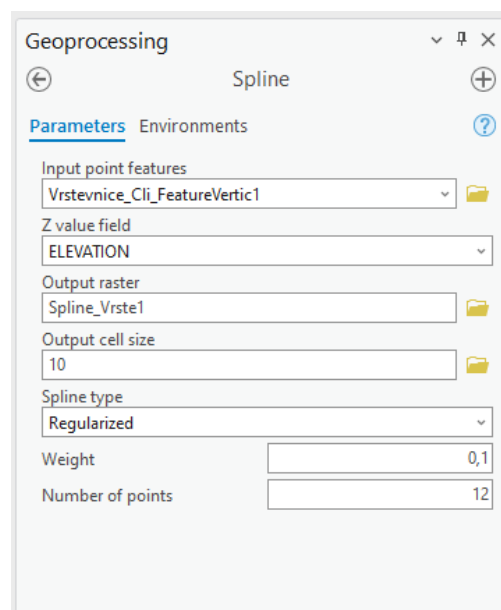 Geoprocessing
Spline
Parameters Environments
Input point features
Vrstevnice_Cli_FeatureVertic1
Z value field
ELEVATION
Output raster
Spline_Vrste1
Output cell size
10
Spline type
Regularized
Weight 0,1
Number of points 12